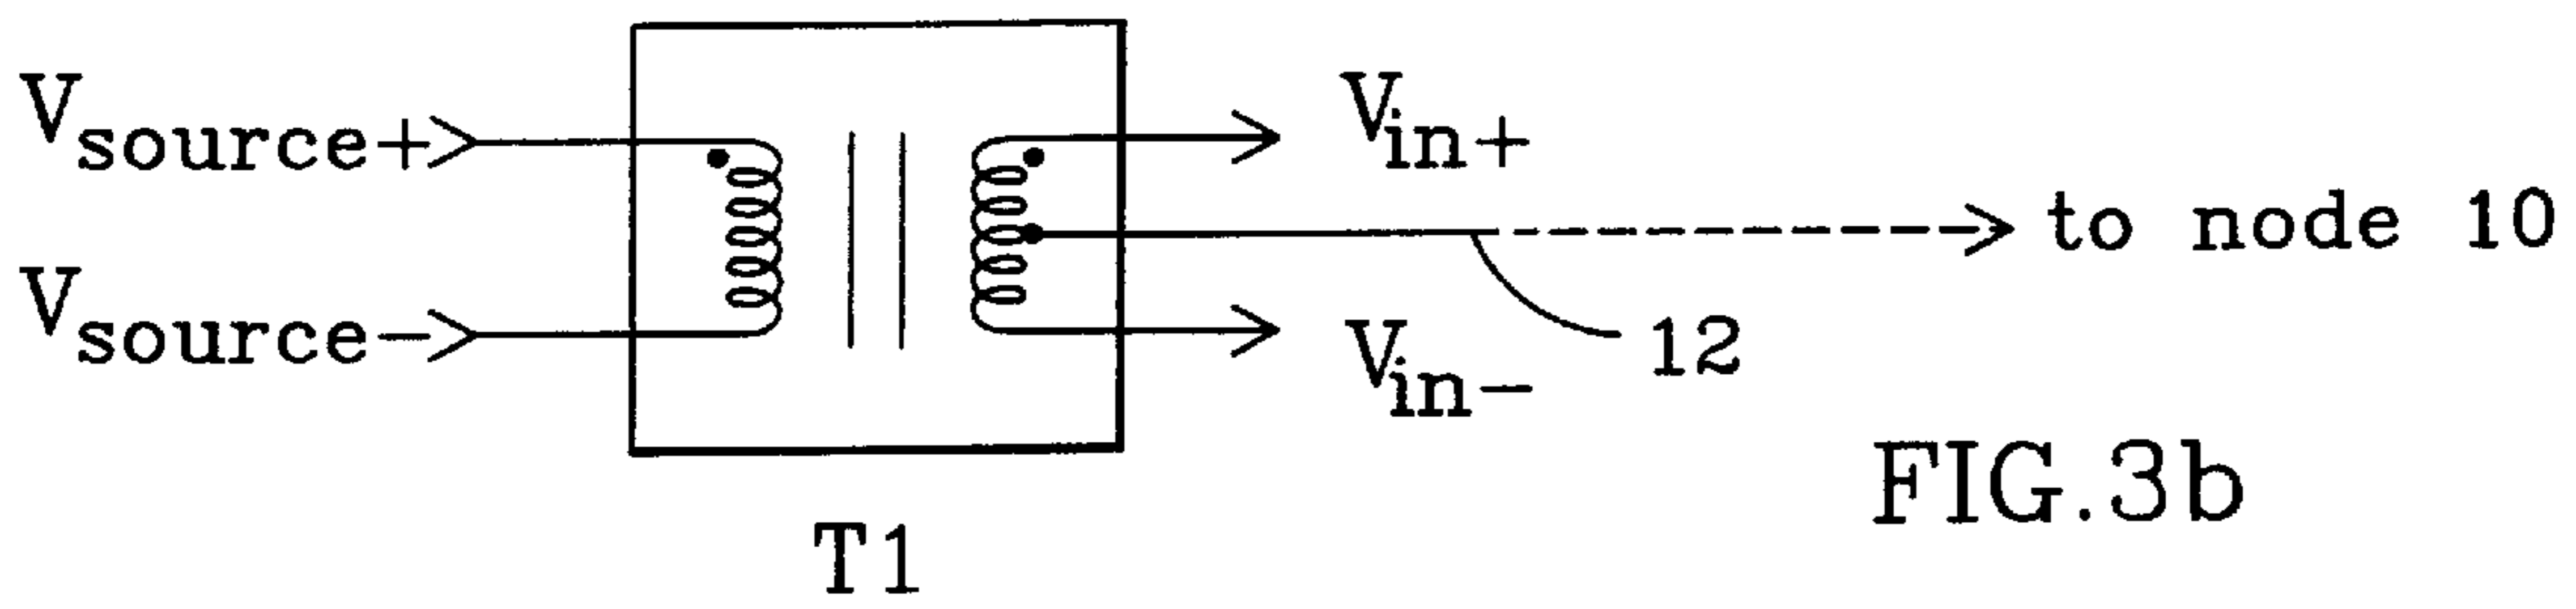 Vsource+
Vin+
to node 10
Vsource-
12
Vin-
FIG.3b
T1